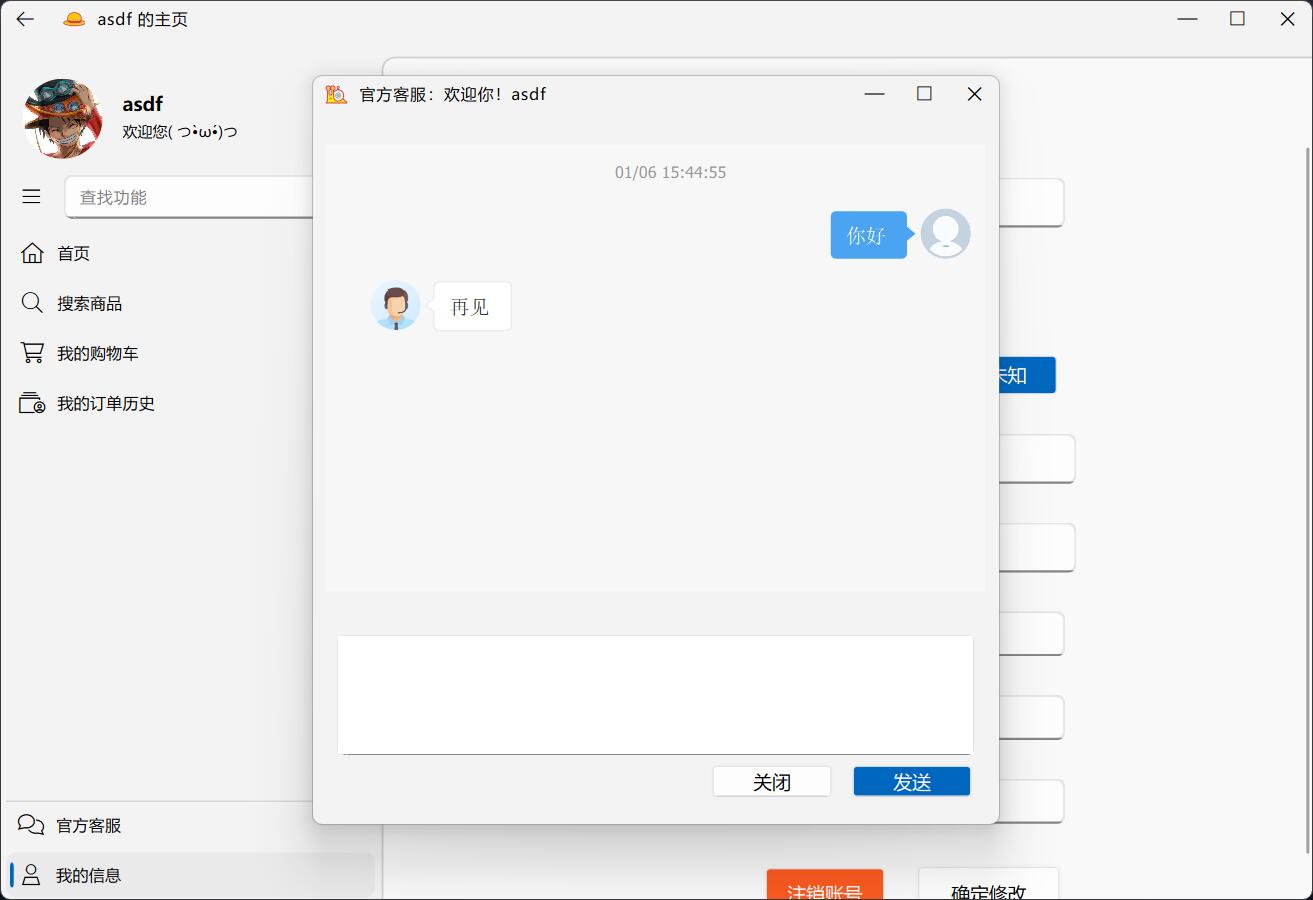 asdf 的主页
asdf
欢迎您( つ•̀ω•́)つ
查找功能
首页
搜索商品
我的购物车
我的订单历史
官方客服
我的信息
官方客服：欢迎你！asdf
01/06 15:44:55
你好
再见
关闭
发送
未知
注销账号
确定修改